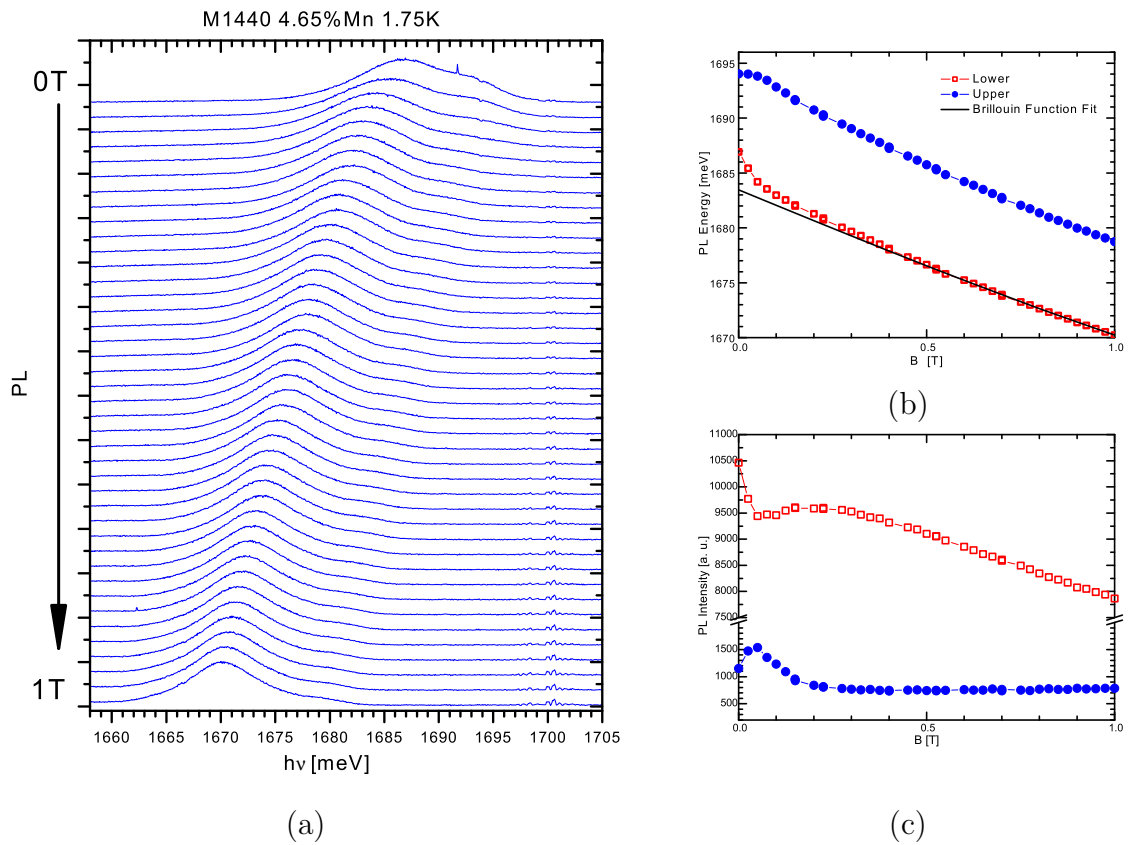 M1440 4.65%Mn 1.75K
0T
PL
1T
1660 1665 1670 1675 1680 1685 1690 1695 1700 1705
hν [meV]
(a)
1695
1690
1685
1680
1675
1670
PL Energy [meV]
Lower
Upper
Brillouin Function Fit
0.0 0.5 1.0
B [T]
(b)
11000
10500
10000
9500
9000
8500
8000
7500
1500
1000
500
PL Intensity [a. u.]
0.0 0.5 1.0
B [T]
(c)